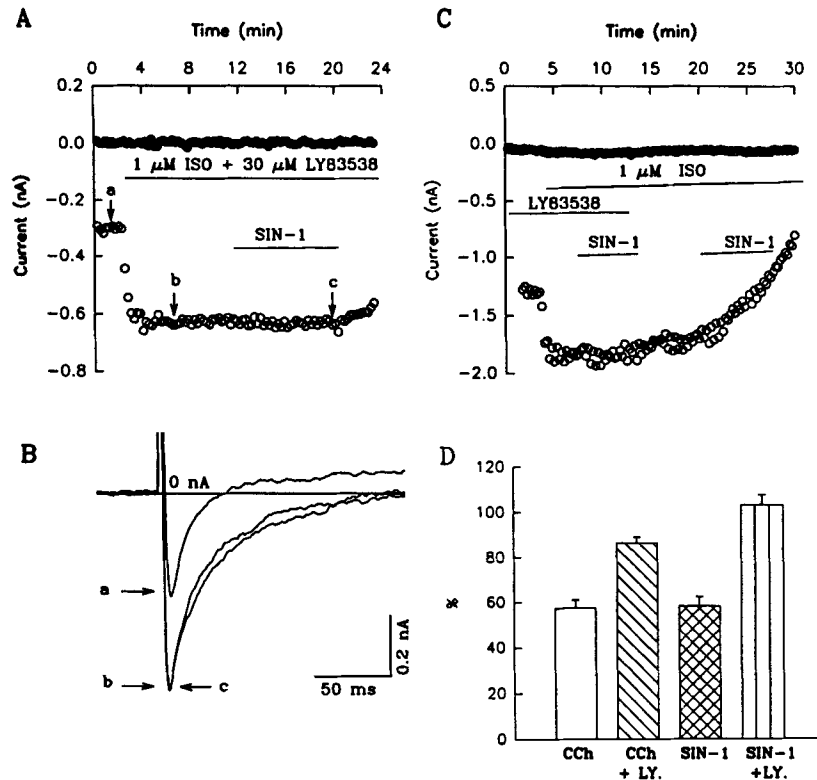 A
Time (min)
0 4 8 12 16 20 24
0.2
0.0
−0.2
−0.4
−0.6
−0.8
Current (nA)
1 μM ISO + 30 μM LY83538
a
SIN-1
b
c
C
Time (min)
0 5 10 15 20 25 30
0.5
0.0
−0.5
−1.0
−1.5
−2.0
Current (nA)
1 μM ISO
LY83538
SIN-1
SIN-1
B
0 nA
a
b
c
0.2 nA
50 ms
D
120
100
80
60
40
20
0
%
CCh
CCh + LY.
SIN-1
SIN-1 +LY.